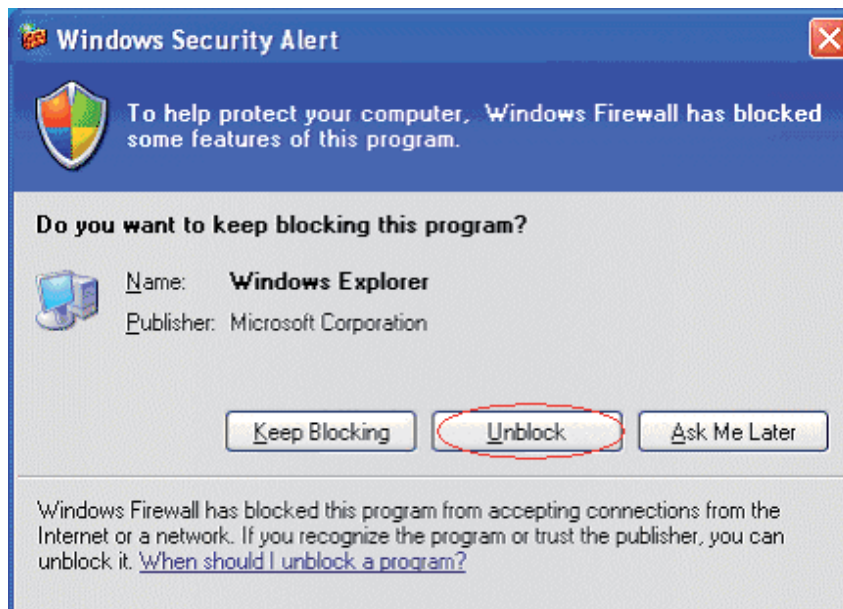 Windows Security Alert
To help protect your computer, Windows Firewall has blocked
some features of this program.
Do you want to keep blocking this program?
Name: Windows Explorer
Publisher: Microsoft Corporation
Keep Blocking Unblock Ask Me Later
Windows Firewall has blocked this program from accepting connections from the
Internet or a network. If you recognize the program or trust the publisher, you can
unblock it. When should I unblock a program?